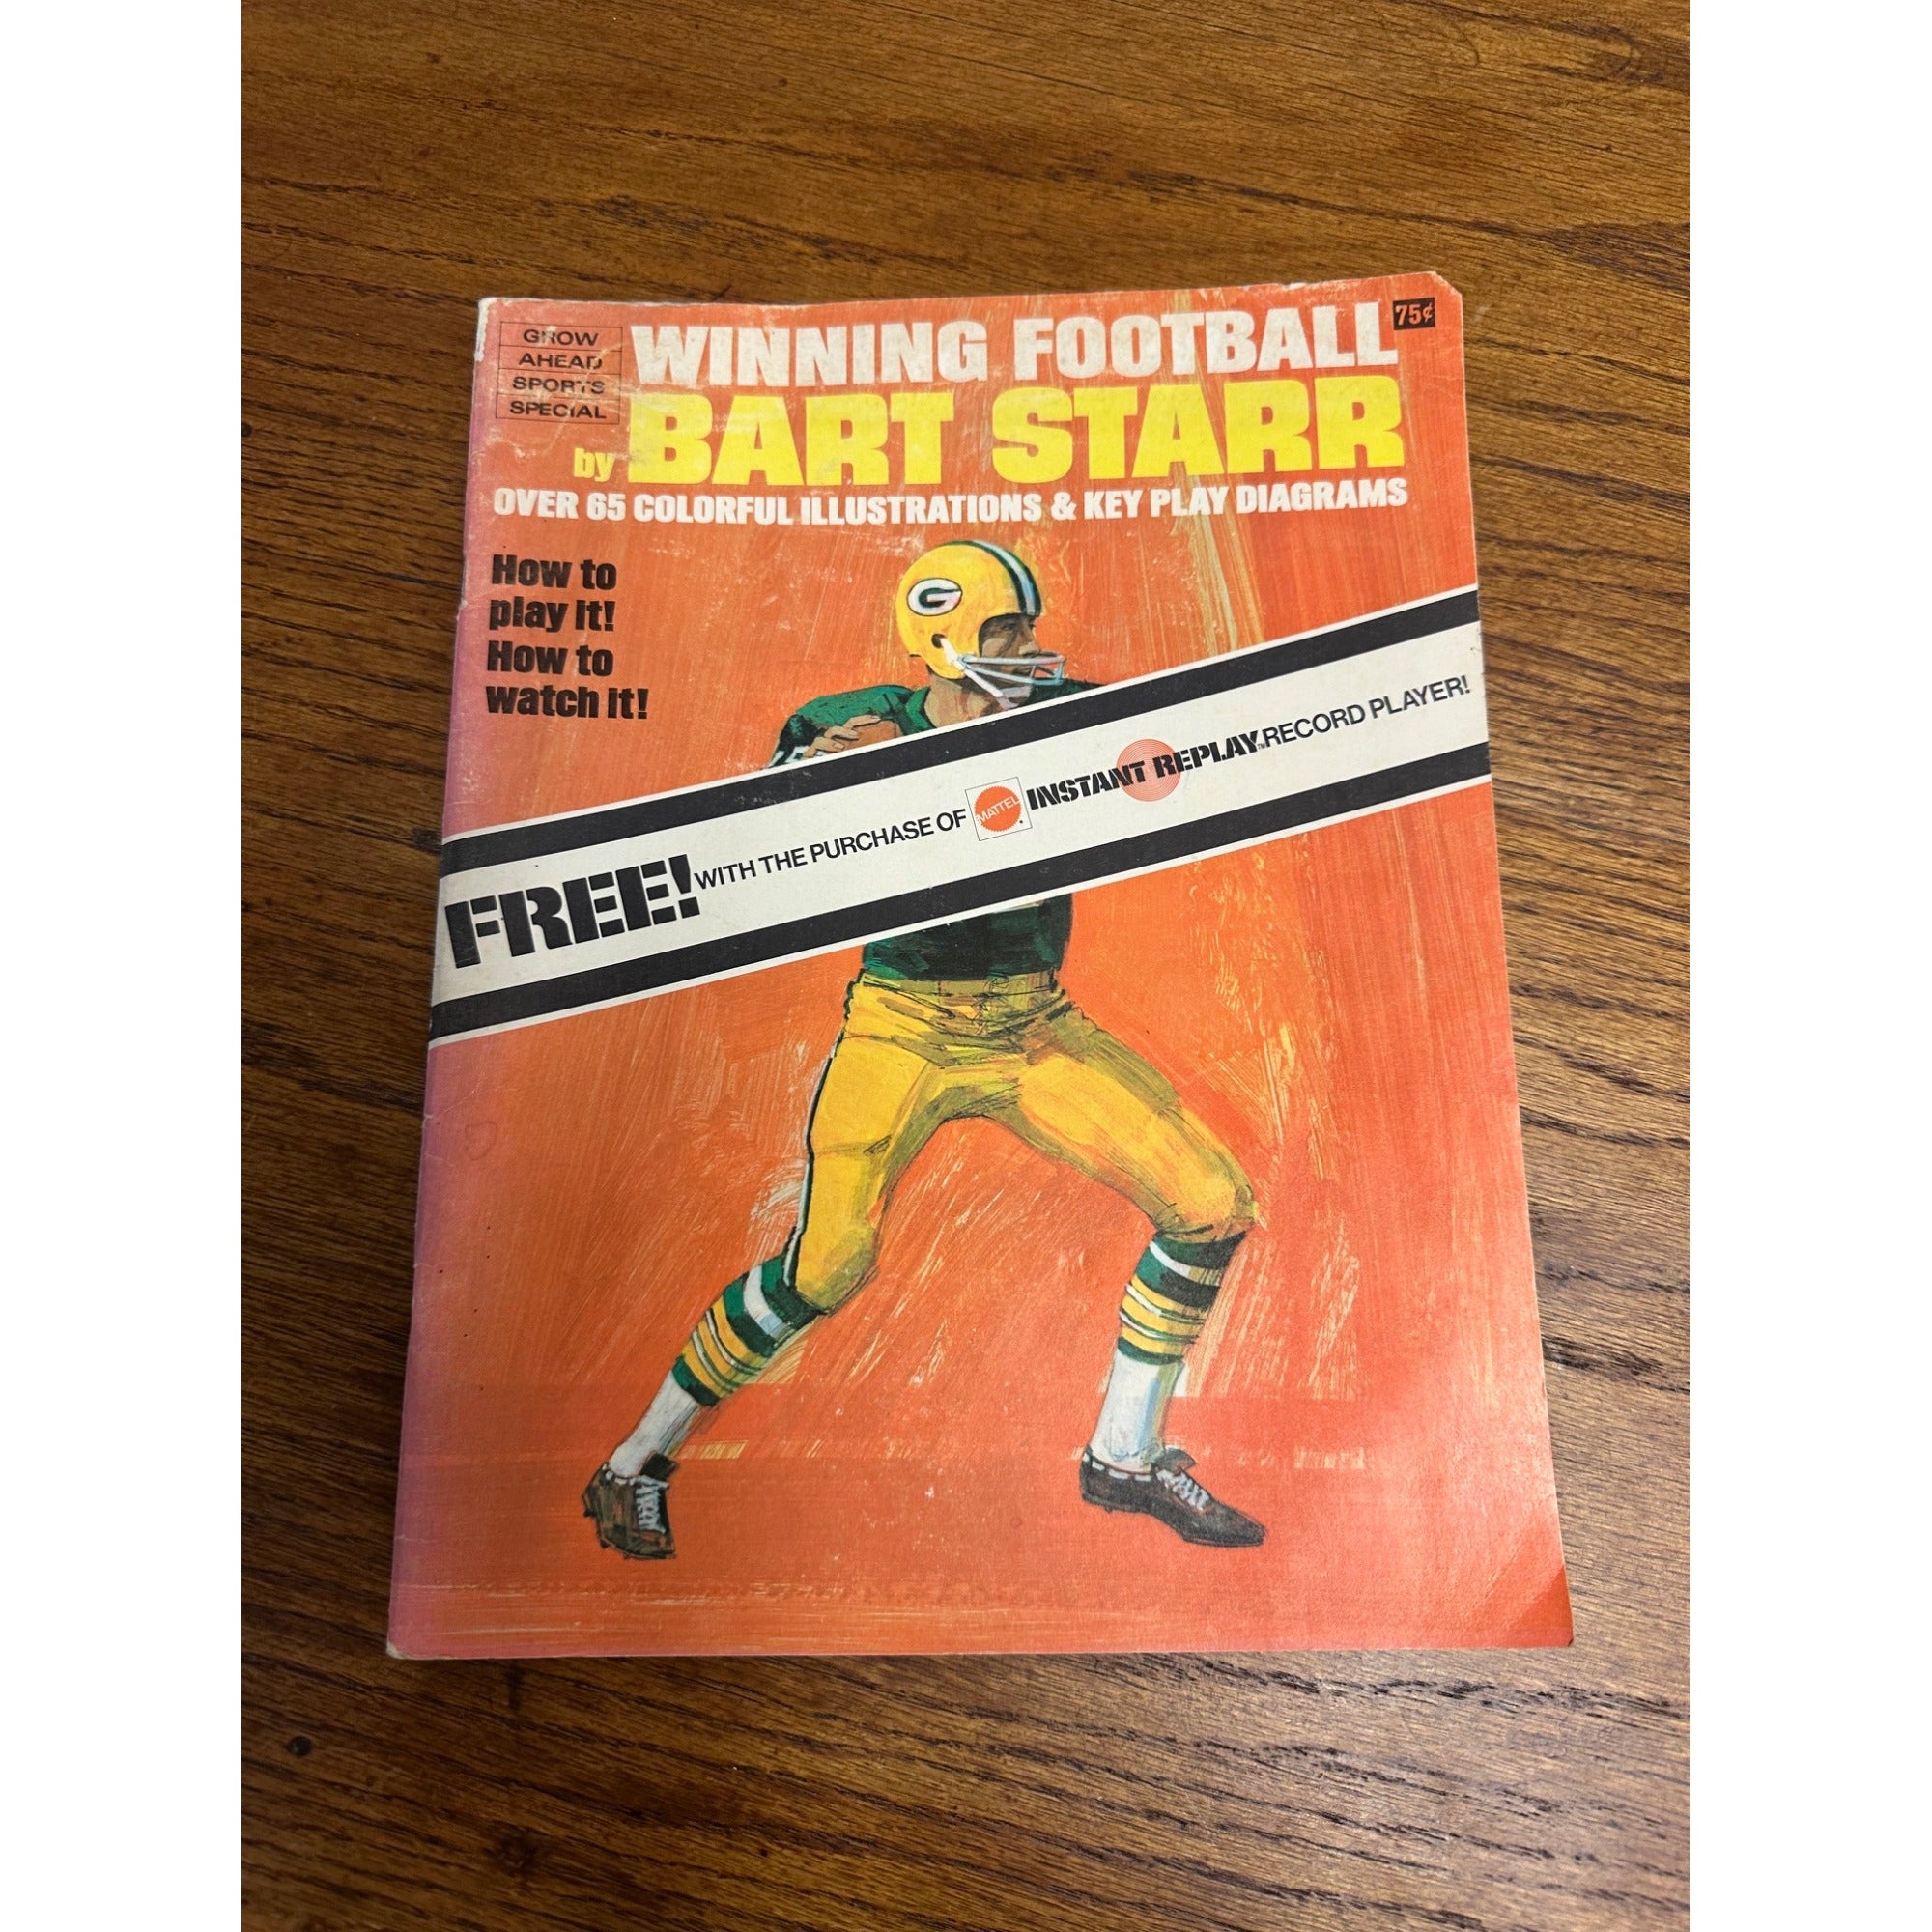 GROW
AHEAD
SPORTS
SPECIAL
WINNING FOOTBALL
75¢
by BART STARR
OVER 65 COLORFUL ILLUSTRATIONS & KEY PLAY DIAGRAMS
How to
play it!
How to
watch it!
G
FREE! WITH THE PURCHASE OF MATTEL INSTANT REPLAY™ RECORD PLAYER!